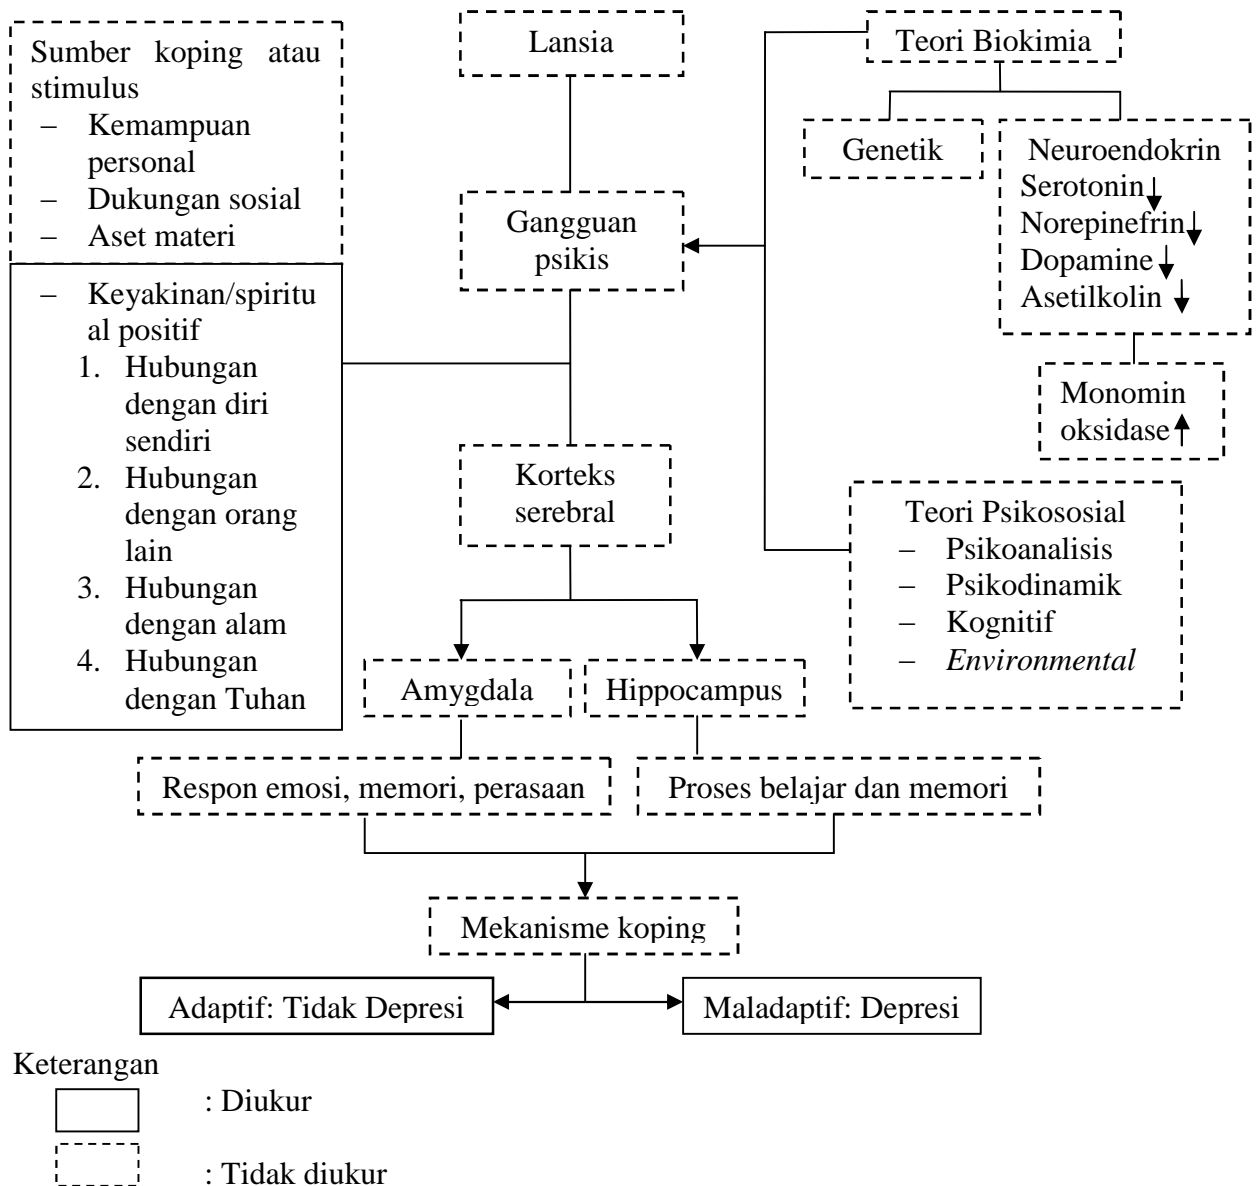 Sumber koping atau
stimulus
– Kemampuan
personal
– Dukungan sosial
– Aset materi
– Keyakinan/spiritu
al positif
1. Hubungan
dengan diri
sendiri
2. Hubungan
dengan orang
lain
3. Hubungan
dengan alam
4. Hubungan
dengan Tuhan
Lansia
Gangguan
psikis
Korteks
serebral
Teori Biokimia
Genetik
Neuroendokrin
Serotonin↓
Norepinefrin↓
Dopamine↓
Asetilkolin ↓
Monomin
oksidase↑
Teori Psikososial
– Psikoanalisis
– Psikodinamik
– Kognitif
– Environmental
Amygdala
Hippocampus
Respon emosi, memori, perasaan
Proses belajar dan memori
Mekanisme koping
Adaptif: Tidak Depresi
Maladaptif: Depresi
Keterangan
: Diukur
: Tidak diukur